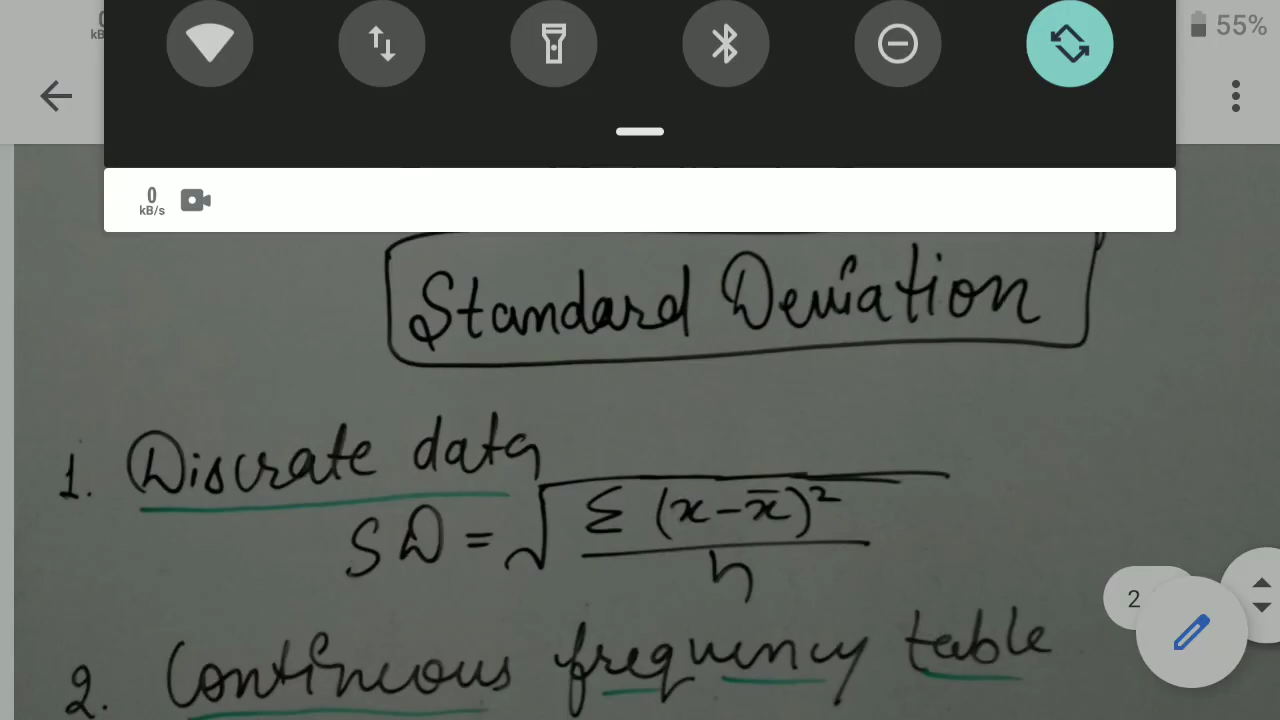 55%
0
kB/s
Standard Deviation
1. Discrate data
SD = √Σ (x-x̄)² / n
2
2. Continuous frequency table